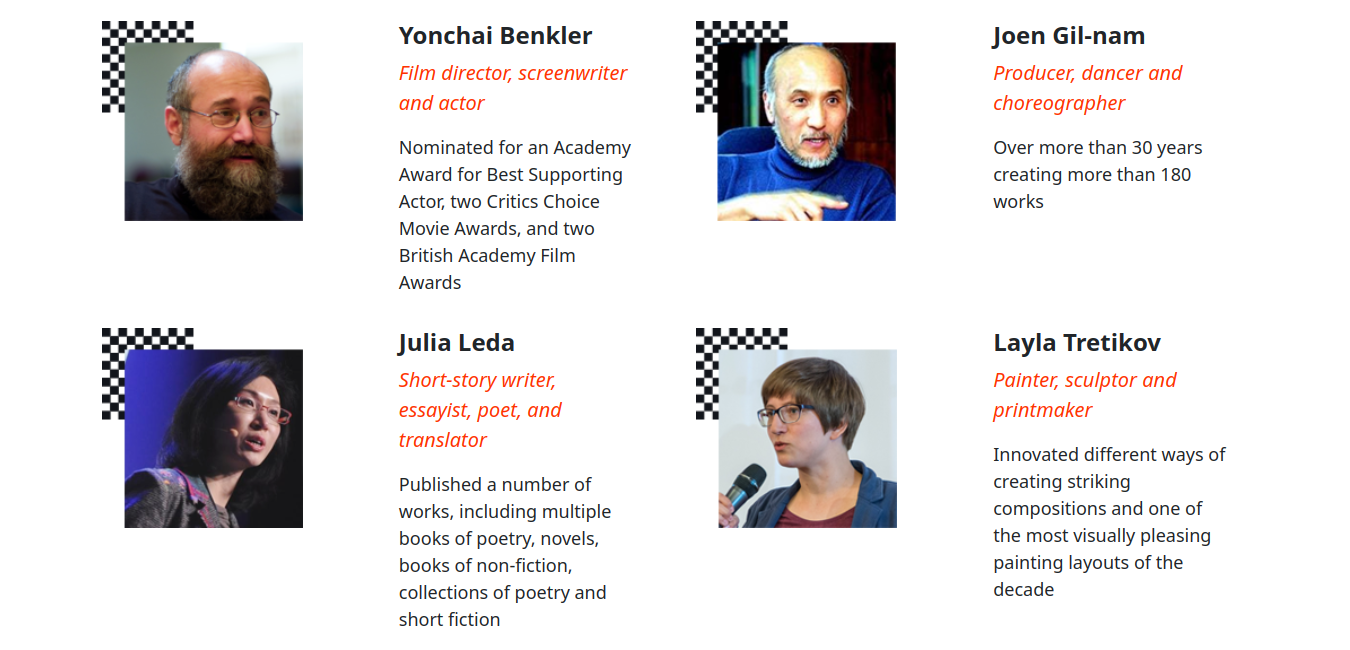 Yonchai Benkler
Film director, screenwriter
and actor
Nominated for an Academy
Award for Best Supporting
Actor, two Critics Choice
Movie Awards, and two
British Academy Film
Awards
Joen Gil-nam
Producer, dancer and
choreographer
Over more than 30 years
creating more than 180
works
Julia Leda
Short-story writer,
essayist, poet, and
translator
Published a number of
works, including multiple
books of poetry, novels,
books of non-fiction,
collections of poetry and
short fiction
Layla Tretikov
Painter, sculptor and
printmaker
Innovated different ways of
creating striking
compositions and one of
the most visually pleasing
painting layouts of the
decade